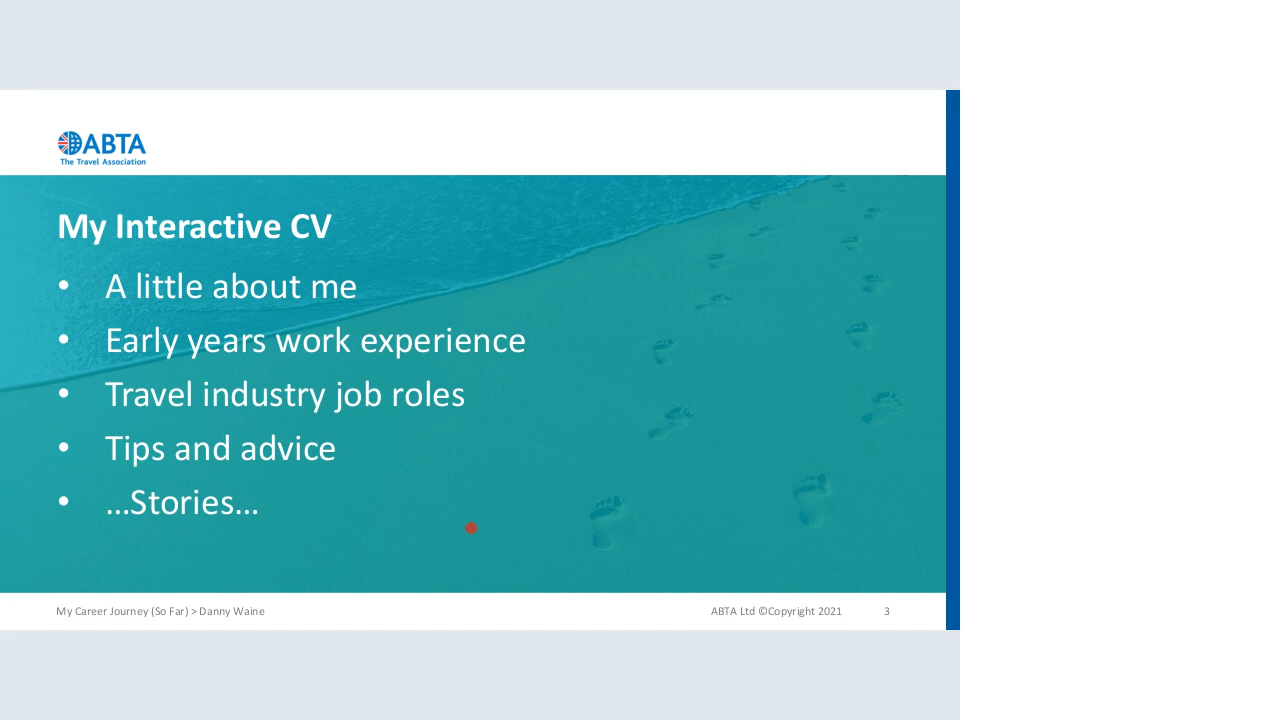 ABTA
The Travel Association
My Interactive CV
• A little about me
• Early years work experience
• Travel industry job roles
• Tips and advice
• …Stories…
My Career Journey (So Far) > Danny Waine
ABTA Ltd ©Copyright 2021
3